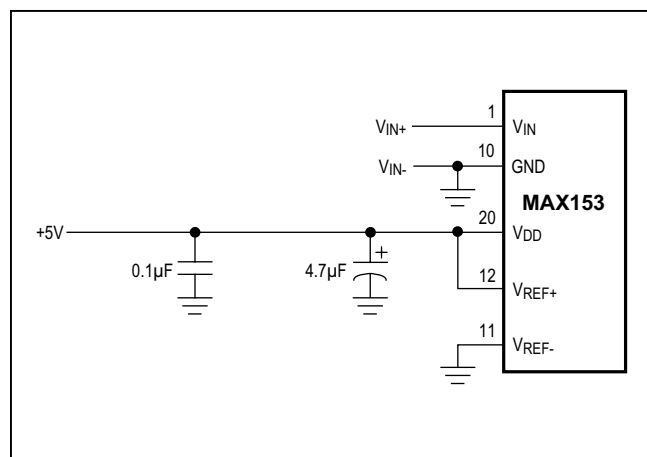 1
VIN+
VIN
10
VIN-
GND
MAX153
20
+5V
VDD
+
0.1µF
4.7µF
12
VREF+
11
VREF-